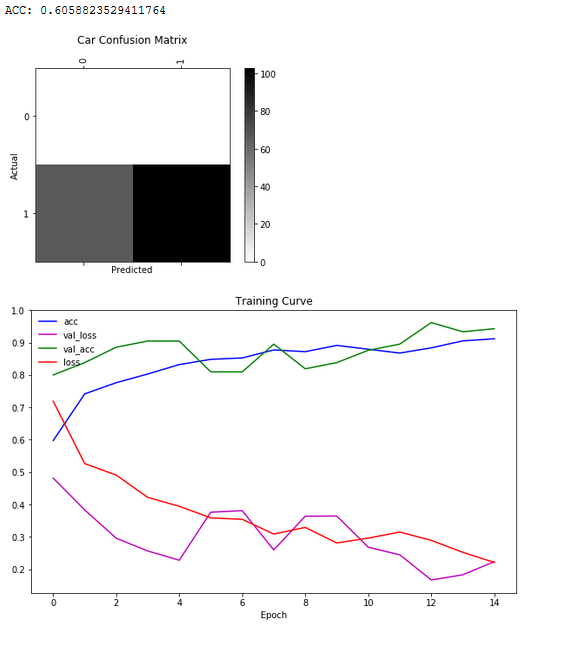 ACC: 0.6058823529411764
Car Confusion Matrix
0 1
100
80
60
40
20
0
0
1
Actual
Predicted
Training Curve
acc
val_loss
val_acc
loss
1.0
0.9
0.8
0.7
0.6
0.5
0.4
0.3
0.2
0 2 4 6 8 10 12 14
Epoch